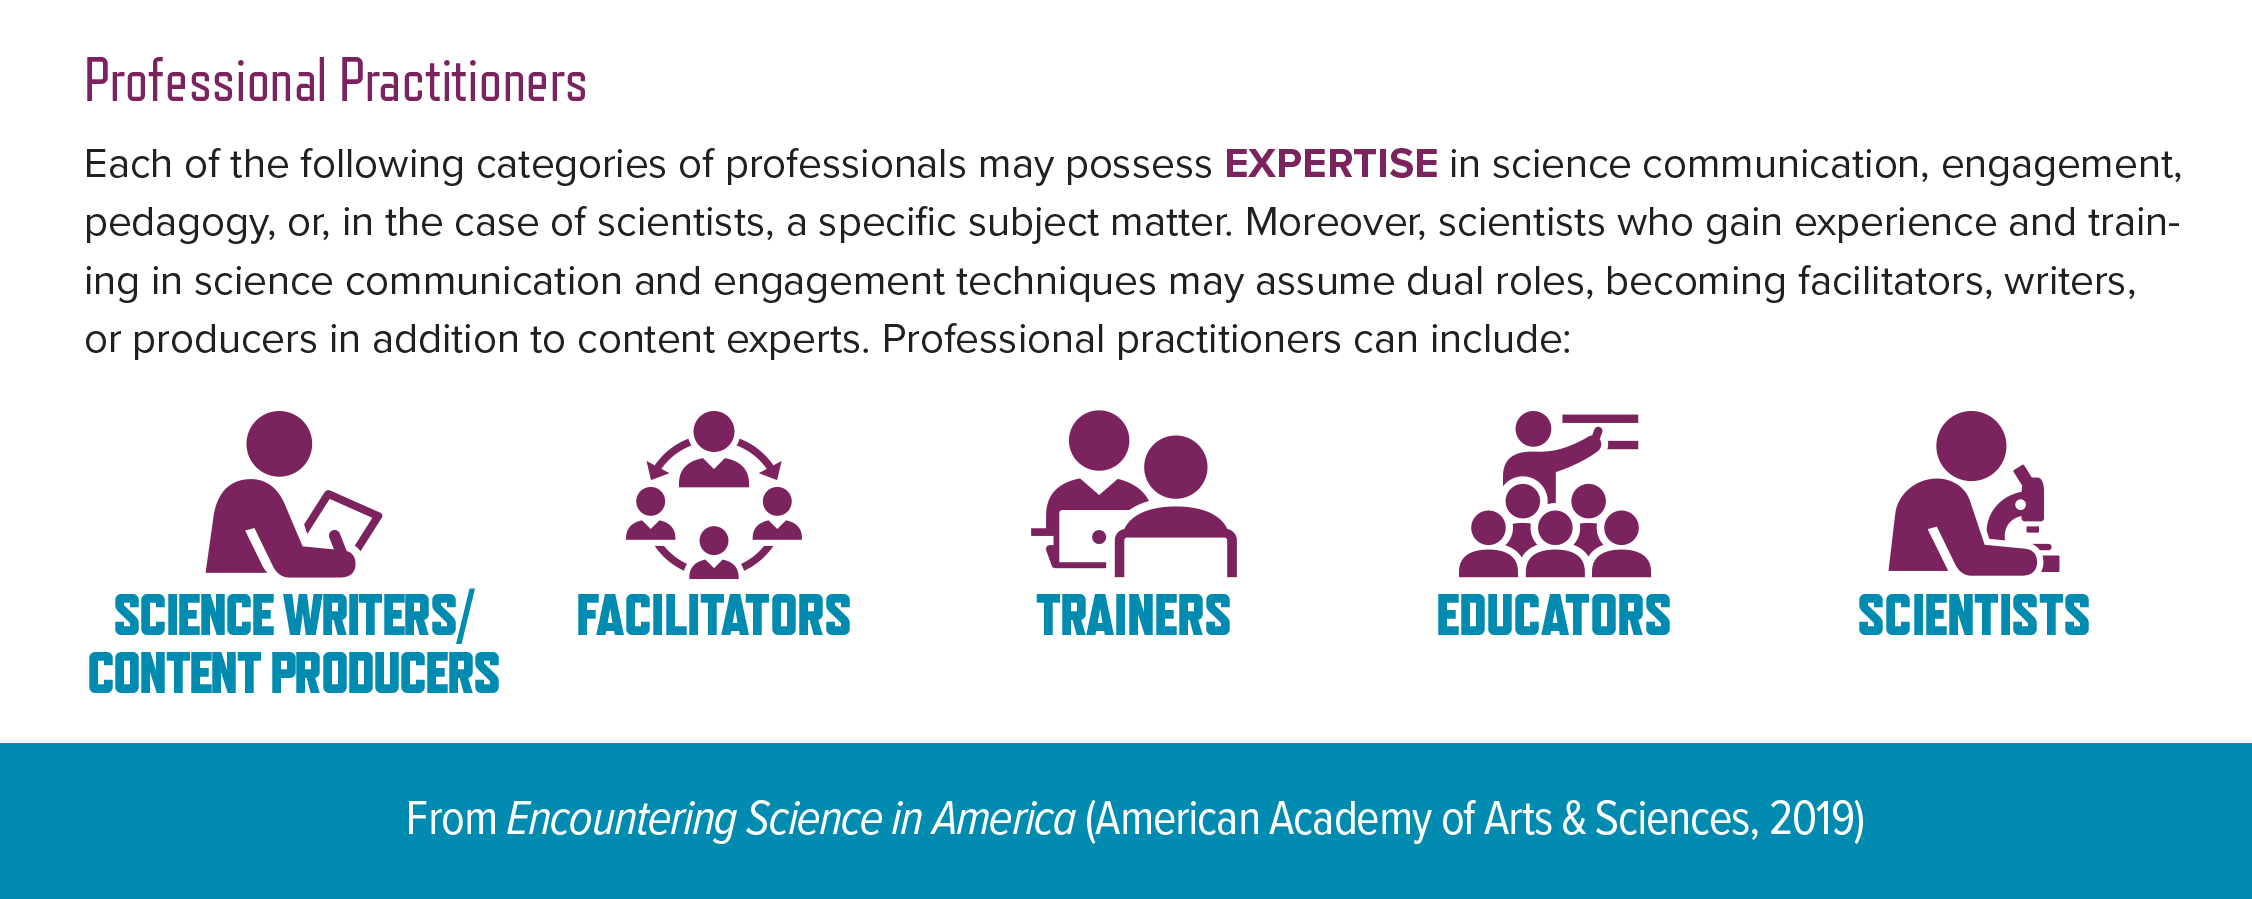 Professional Practitioners
Each of the following categories of professionals may possess EXPERTISE in science communication, engagement,
pedagogy, or, in the case of scientists, a specific subject matter. Moreover, scientists who gain experience and train-
ing in science communication and engagement techniques may assume dual roles, becoming facilitators, writers,
or producers in addition to content experts. Professional practitioners can include:
SCIENCE WRITERS/
CONTENT PRODUCERS
FACILITATORS
TRAINERS
EDUCATORS
SCIENTISTS
From Encountering Science in America (American Academy of Arts & Sciences, 2019)